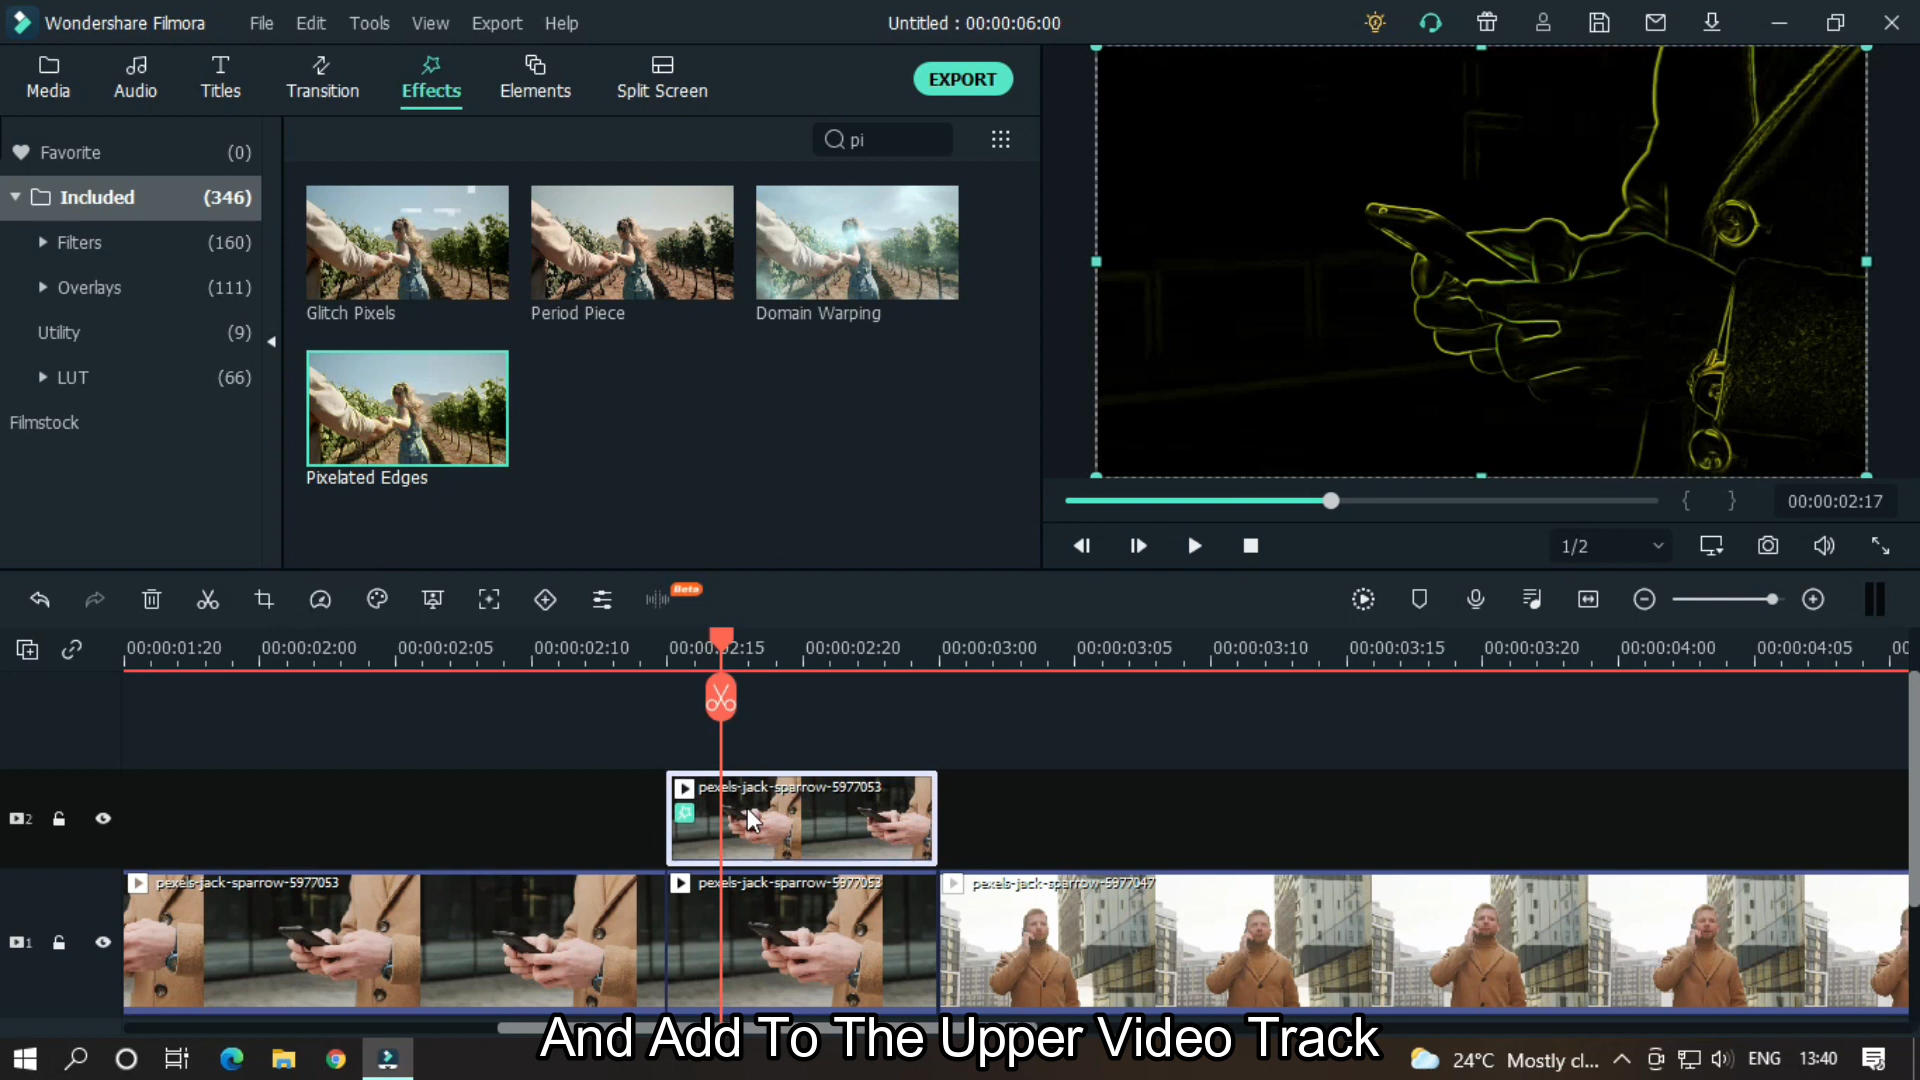 Wondershare Filmora File Edit Tools View Export Help Untitled : 00:00:06:00
Media Audio Titles Transition Effects Elements Split Screen EXPORT
Favorite (0)
Included (346)
Filters (160)
Overlays (111)
Utility (9)
LUT (66)
Filmstock
pi
Glitch Pixels Period Piece Domain Warping
Pixelated Edges
{ } 00:00:02:17
1/2
Beta
00:00:01:20 00:00:02:00 00:00:02:05 00:00:02:10 00:00:02:15 00:00:02:20 00:00:03:00 00:00:03:05 00:00:03:10 00:00:03:15 00:00:03:20 00:00:04:00 00:00:04:05
2 pexels-jack-sparrow-5977053
1 pexels-jack-sparrow-5977053 pexels-jack-sparrow-5977053 pexels-jack-sparrow-5977047
And Add To The Upper Video Track
24°C Mostly cl... ENG 13:40